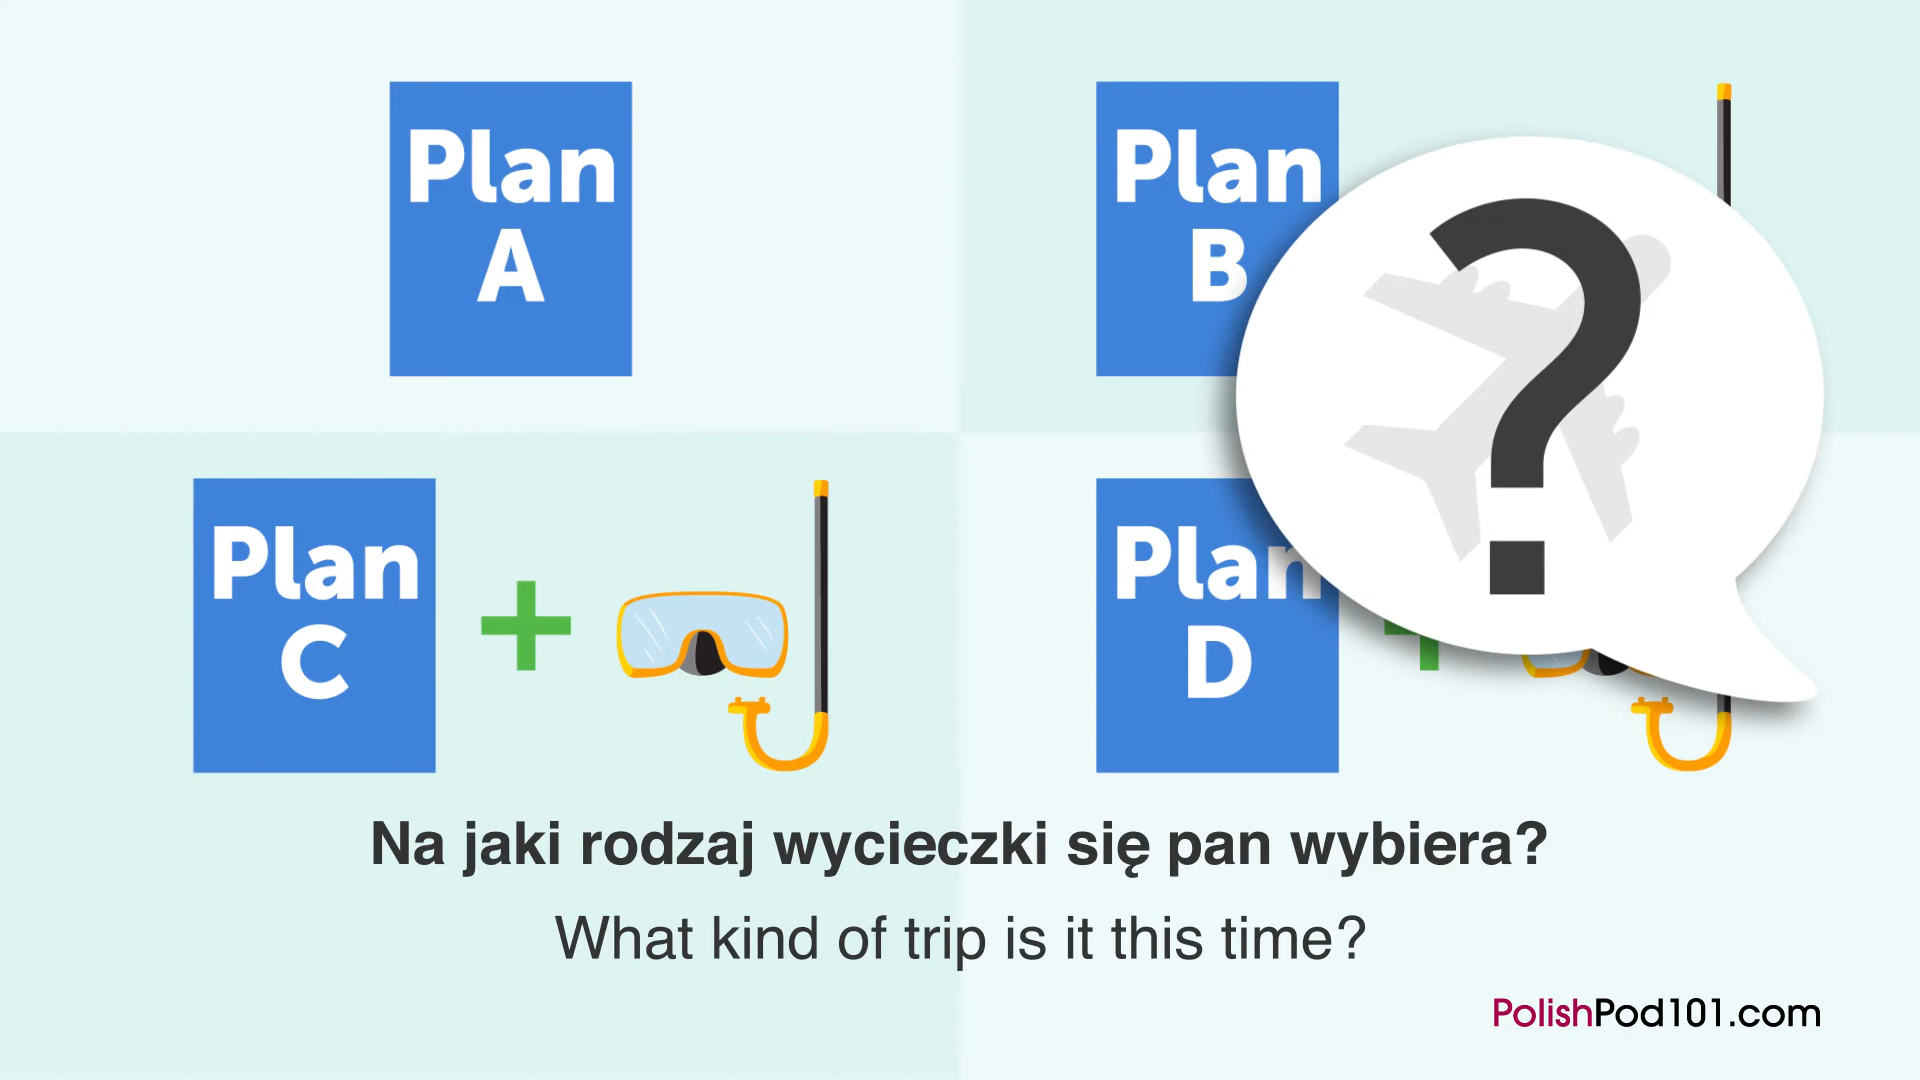 Plan
A
Plan
B
Plan
C
Plan
D
?
Na jaki rodzaj wycieczki się pan wybiera?
What kind of trip is it this time?
PolishPod101.com